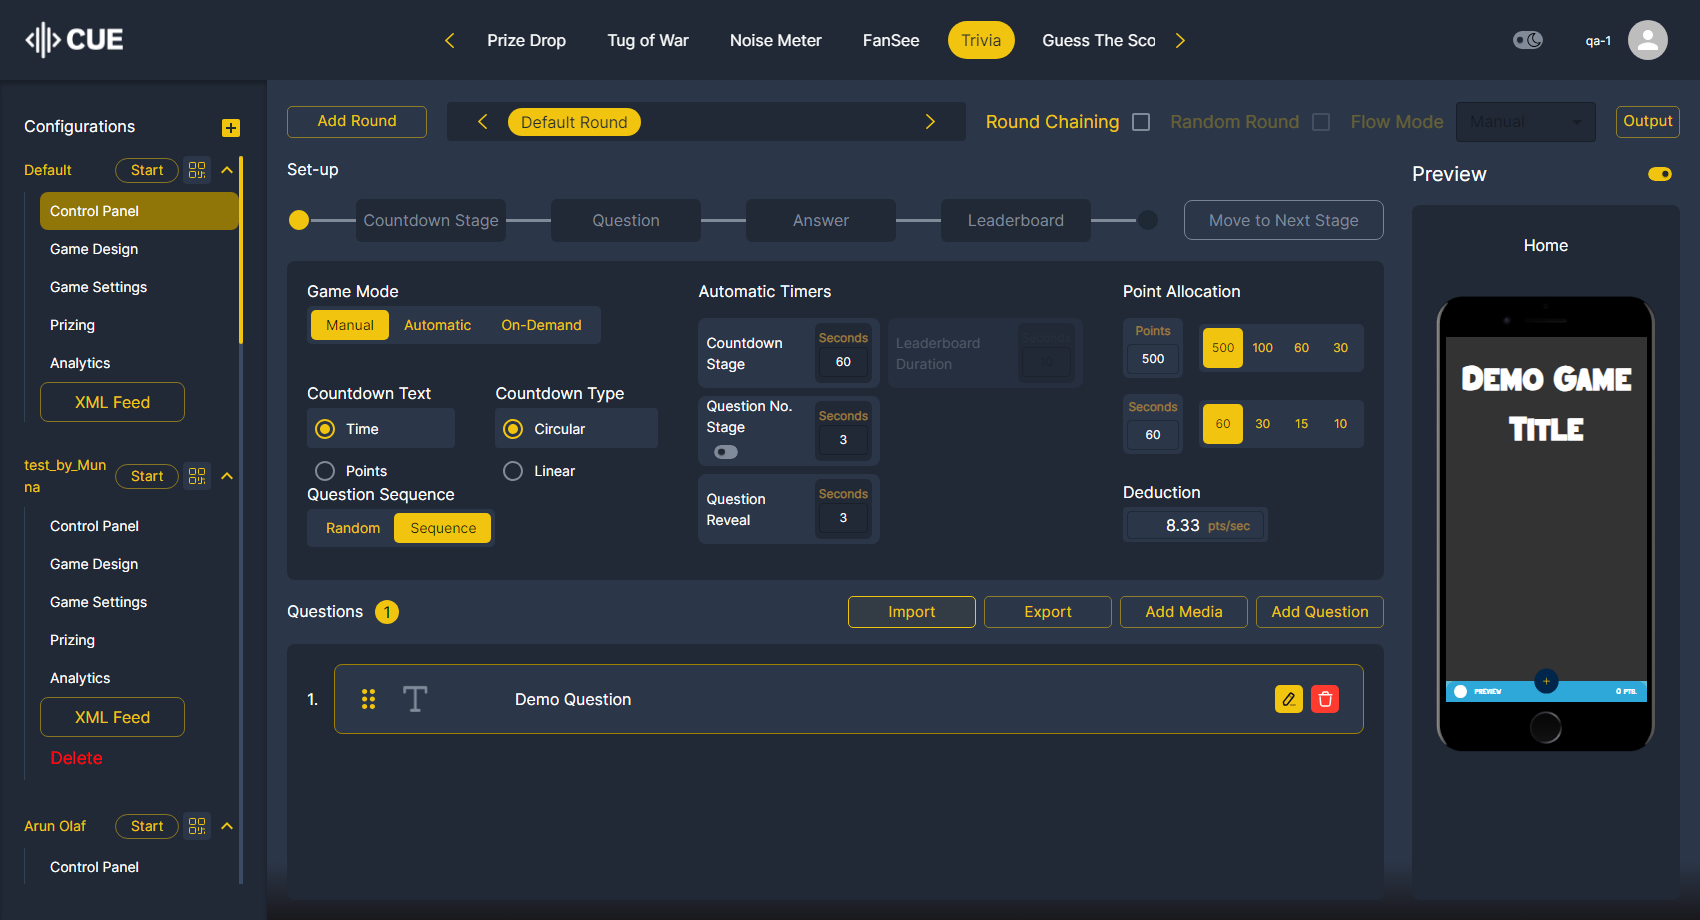 CUE
Prize Drop
Tug of War
Noise Meter
FanSee
Trivia
Guess The Sco
qa-1
Configurations
Default
Start
Control Panel
Game Design
Game Settings
Prizing
Analytics
XML Feed
test_by_Mun
na
Start
Control Panel
Game Design
Game Settings
Prizing
Analytics
XML Feed
Delete
Arun Olaf
Start
Control Panel
Add Round
Default Round
Round Chaining
Random Round
Flow Mode
Manual
Output
Set-up
Countdown Stage
Question
Answer
Leaderboard
Move to Next Stage
Game Mode
Manual
Automatic
On-Demand
Countdown Text
Time
Points
Countdown Type
Circular
Linear
Question Sequence
Random
Sequence
Automatic Timers
Countdown
Stage
Seconds
60
Leaderboard
Duration
Seconds
10
Question No.
Stage
Seconds
3
Question
Reveal
Seconds
3
Point Allocation
Points
500
500
100
60
30
Seconds
60
60
30
15
10
Deduction
8.33 pts/sec
Questions 1
Import
Export
Add Media
Add Question
1.
Demo Question
Preview
Home
Demo Game
Title
PREVIEW
0 PTS.